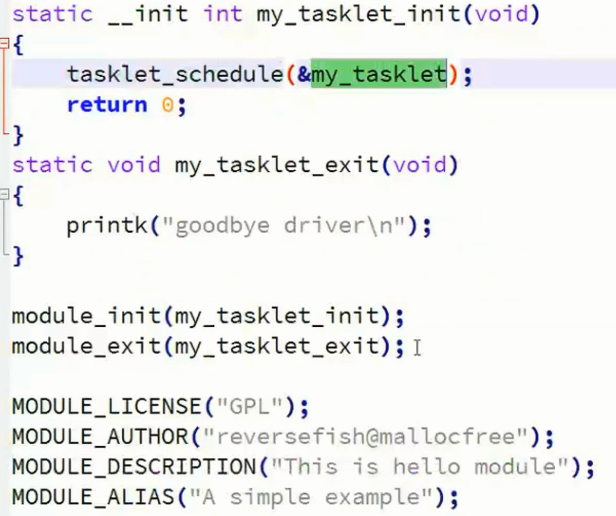 static __init int my_tasklet_init(void)
{
    tasklet_schedule(&my_tasklet);
    return 0;
}
static void my_tasklet_exit(void)
{
    printk("goodbye driver\n");
}

module_init(my_tasklet_init);
module_exit(my_tasklet_exit);

MODULE_LICENSE("GPL");
MODULE_AUTHOR("reversefish@mallocfree");
MODULE_DESCRIPTION("This is hello module");
MODULE_ALIAS("A simple example");